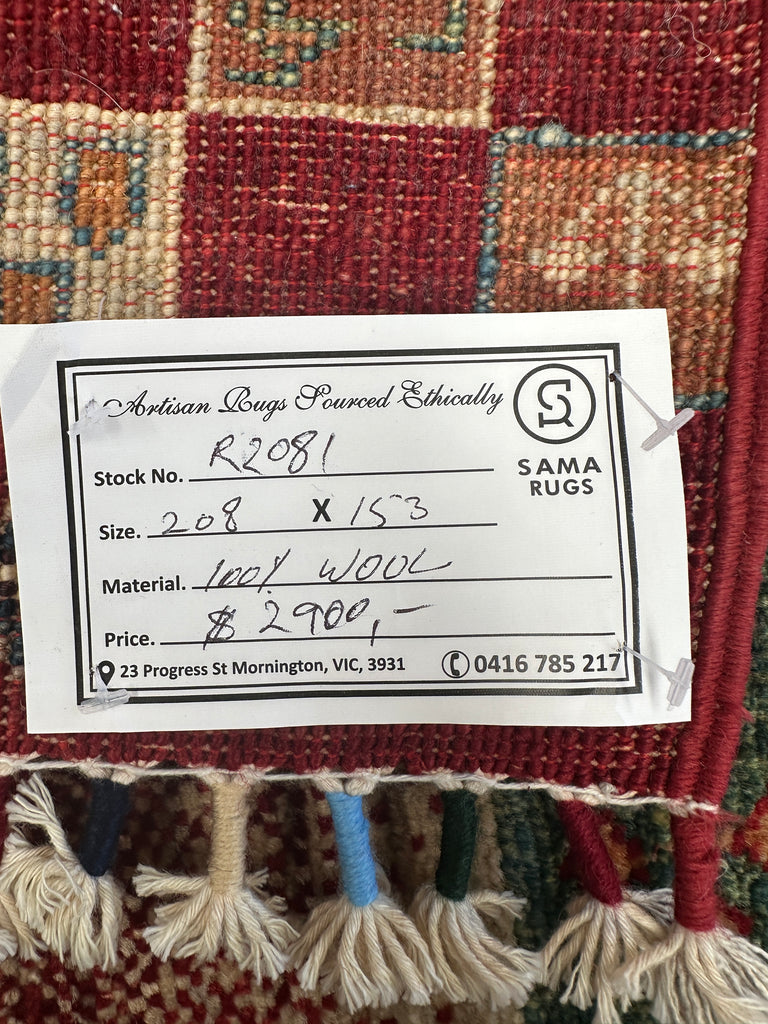 Artisan Rugs Sourced Ethically
SAMA
RUGS
Stock No. R2081
Size. 208 X 153
Material. 100% WOOL
Price. $ 2900,-
23 Progress St Mornington, VIC, 3931 0416 785 217